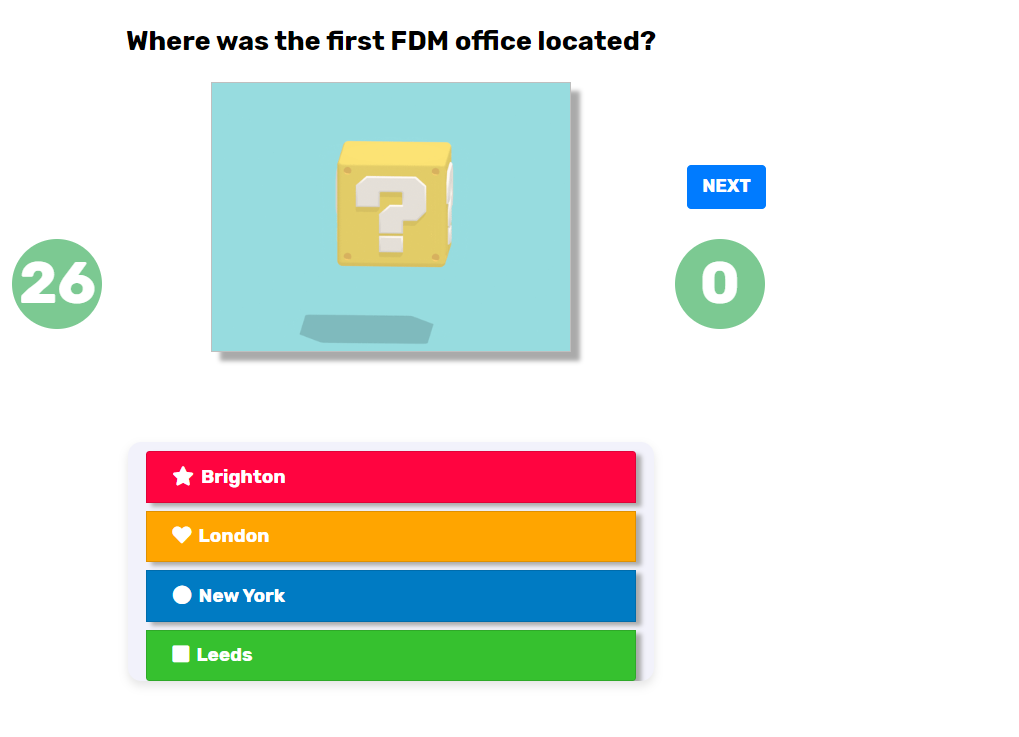 Where was the first FDM office located?
?
NEXT
26
0
Brighton
London
New York
Leeds